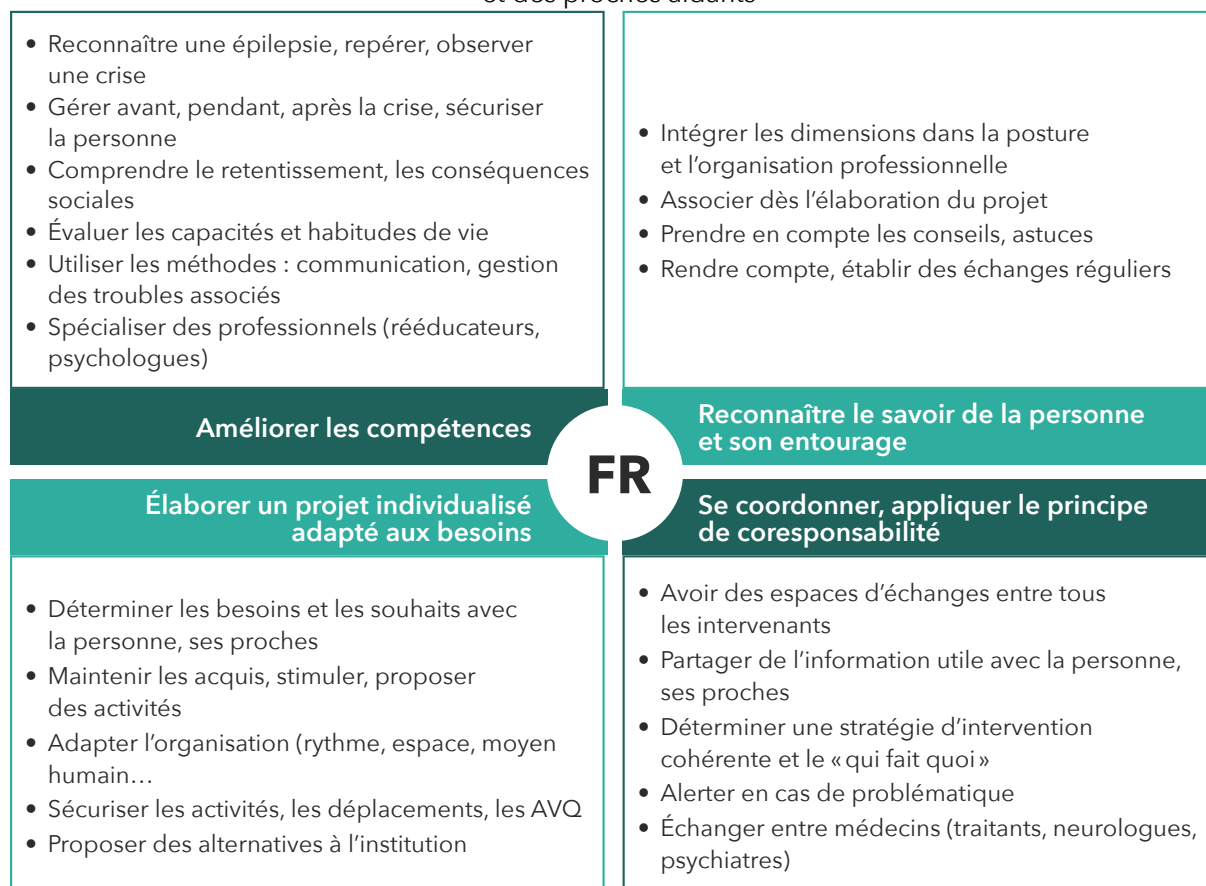 et des proches aidants
• Reconnaître une épilepsie, repérer, observer
une crise
• Gérer avant, pendant, après la crise, sécuriser
la personne
• Comprendre le retentissement, les conséquences
sociales
• Évaluer les capacités et habitudes de vie
• Utiliser les méthodes : communication, gestion
des troubles associés
• Spécialiser des professionnels (rééducateurs,
psychologues)
Améliorer les compétences
• Intégrer les dimensions dans la posture
et l’organisation professionnelle
• Associer dès l’élaboration du projet
• Prendre en compte les conseils, astuces
• Rendre compte, établir des échanges réguliers
Reconnaître le savoir de la personne
et son entourage
FR
Élaborer un projet individualisé
adapté aux besoins
• Déterminer les besoins et les souhaits avec
la personne, ses proches
• Maintenir les acquis, stimuler, proposer
des activités
• Adapter l’organisation (rythme, espace, moyen
humain…
• Sécuriser les activités, les déplacements, les AVQ
• Proposer des alternatives à l’institution
Se coordonner, appliquer le principe
de coresponsabilité
• Avoir des espaces d’échanges entre tous
les intervenants
• Partager de l’information utile avec la personne,
ses proches
• Déterminer une stratégie d’intervention
cohérente et le « qui fait quoi »
• Alerter en cas de problématique
• Échanger entre médecins (traitants, neurologues,
psychiatres)